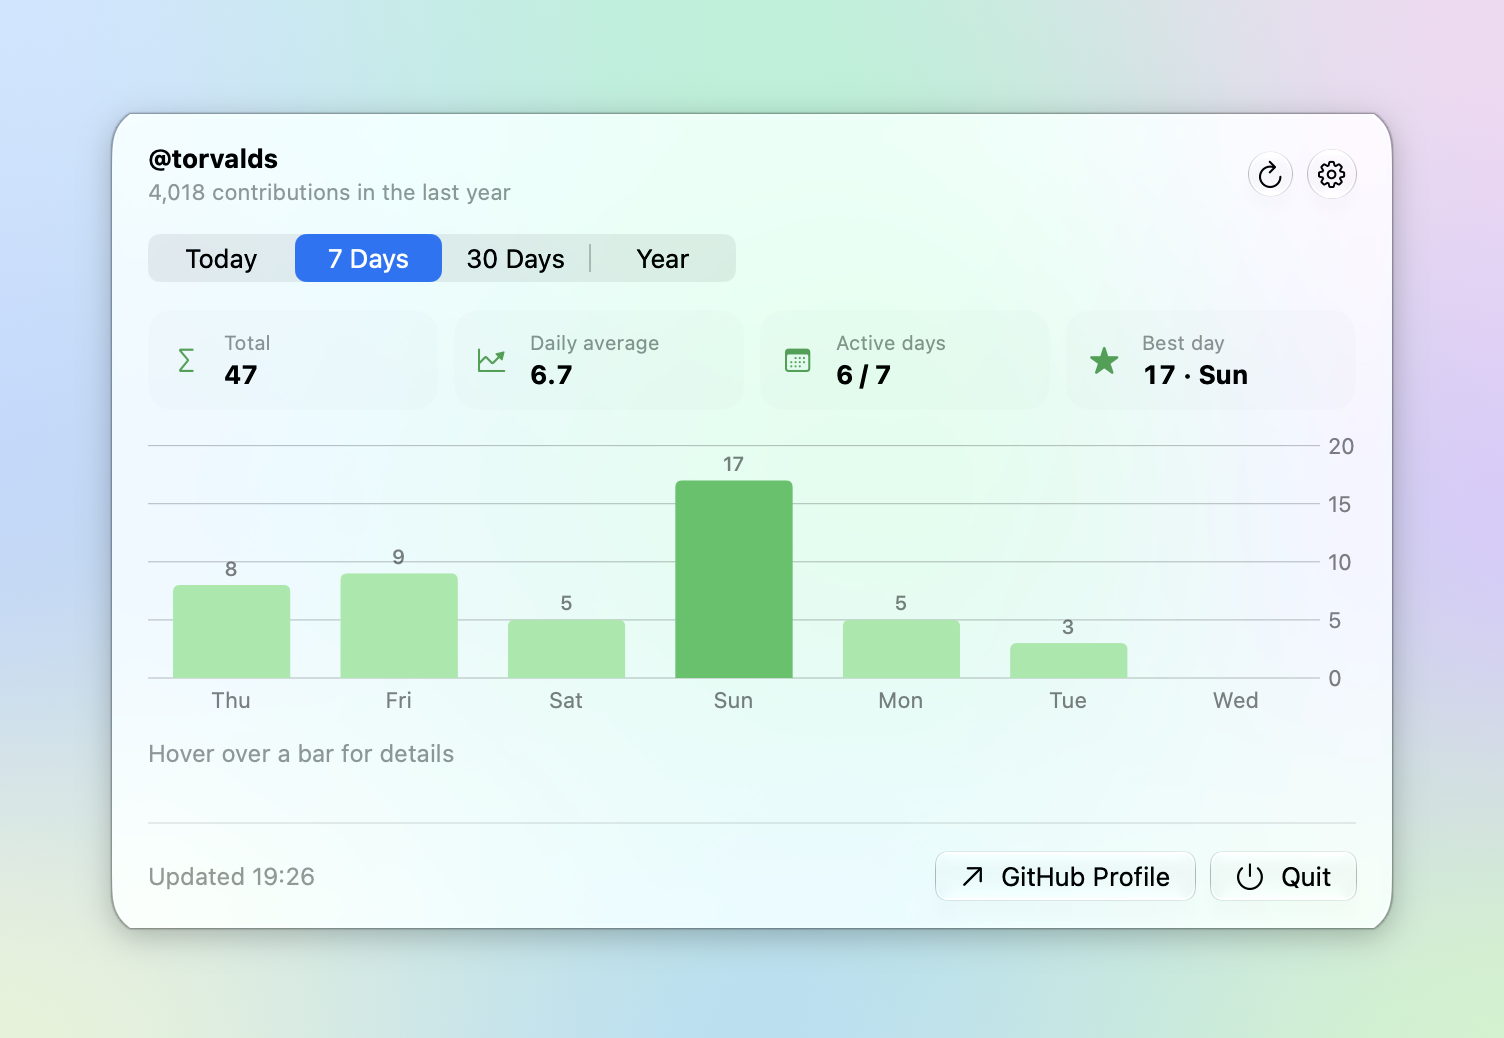 @torvalds
4,018 contributions in the last year
Today 7 Days 30 Days Year
Total
47
Daily average
6.7
Active days
6 / 7
Best day
17 · Sun
20
15
10
5
0
8
9
5
17
5
3
Thu Fri Sat Sun Mon Tue Wed
Hover over a bar for details
Updated 19:26
GitHub Profile
Quit